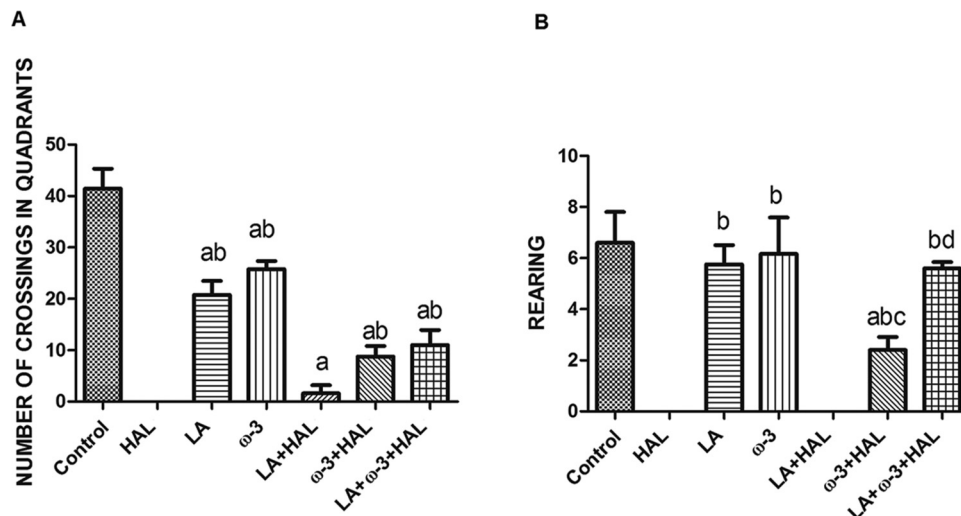 A
NUMBER OF CROSSINGS IN QUADRANTS
50
40
30
20
10
0
ab
ab
a
ab
ab
Control
HAL
LA
ω-3
LA+HAL
ω-3+HAL
LA+ω-3+HAL
B
REARING
10
8
6
4
2
0
b
b
abc
bd
Control
HAL
LA
ω-3
LA+HAL
ω-3+HAL
LA+ω-3+HAL